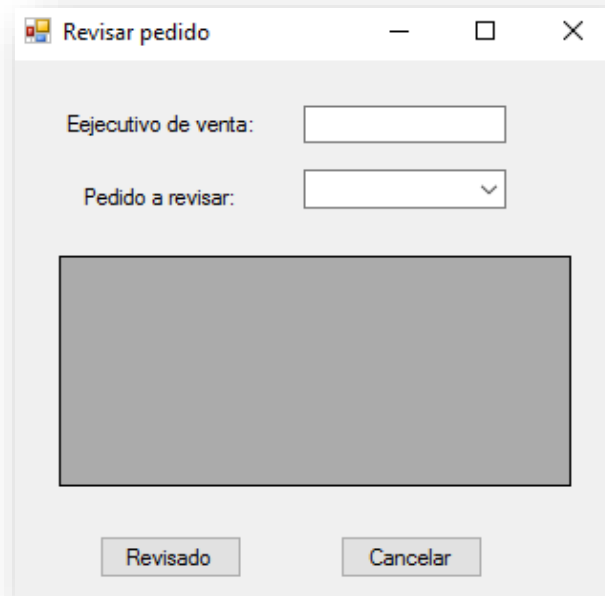 Revisar pedido
Eejecutivo de venta:
Pedido a revisar:
Revisado Cancelar